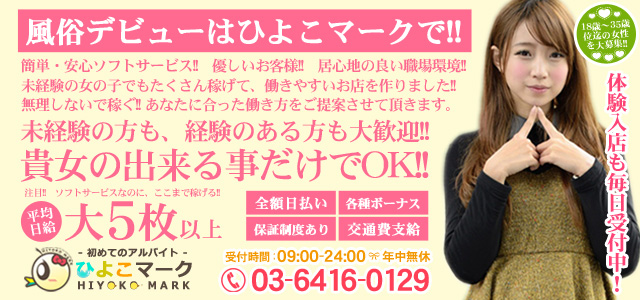 風俗デビューはひよこマークで!!
18歳～35歳
位迄の女性
を大募集!!
簡単・安心ソフトサービス!! 優しいお客様!! 居心地の良い職場環境!!
未経験の女の子でもたくさん稼げて、働きやすいお店を作りました!!
無理しないで稼ぐ!! あなたに合った働き方をご提案させて頂きます。
未経験の方も、経験のある方も大歓迎!!
貴女の出来る事だけでOK!!
体験入店も毎日受付中！
注目!! ソフトサービスなのに、ここまで稼げる!!
平均
日給
大5枚以上
全額日払い
各種ボーナス
保証制度あり
交通費支給
- 初めてのアルバイト -
ひよこマーク
HIYOKO MARK
受付時間：09:00-24:00 年中無休
03-6416-0129